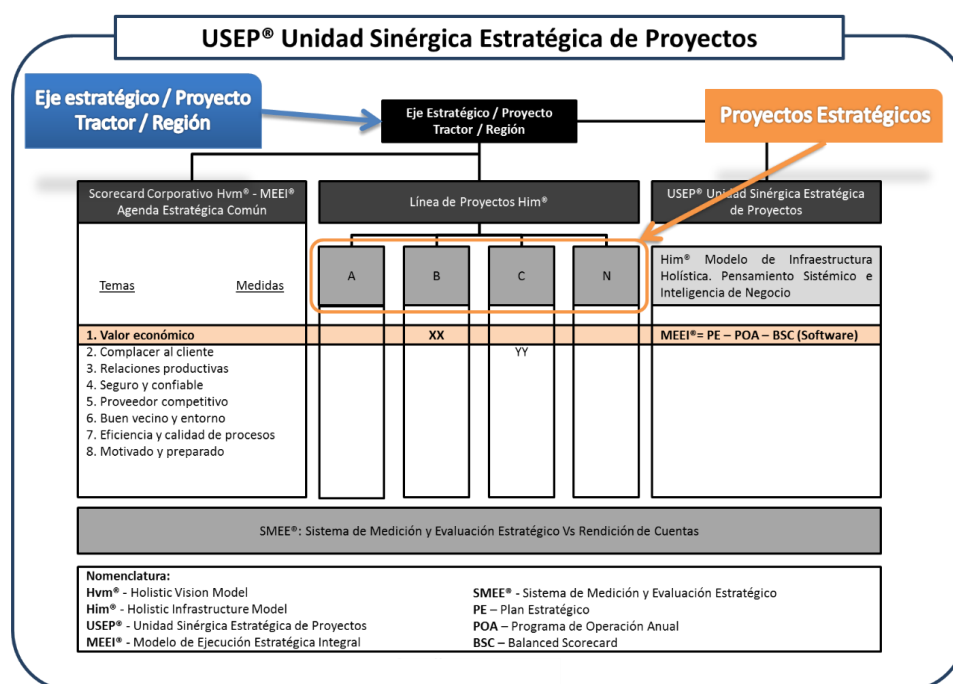 USEP® Unidad Sinérgica Estratégica de Proyectos
Eje estratégico / Proyecto
Tractor / Región
Eje Estratégico / Proyecto
Tractor / Región
Proyectos Estratégicos
Scorecard Corporativo Hvm® - MEEI®
Agenda Estratégica Común
Línea de Proyectos Him®
USEP® Unidad Sinérgica Estratégica
de Proyectos
Temas
Medidas
A
B
C
N
Him® Modelo de Infraestructura
Holística. Pensamiento Sistémico e
Inteligencia de Negocio
1. Valor económico
XX
MEEI®= PE – POA – BSC (Software)
2. Complacer al cliente
YY
3. Relaciones productivas
4. Seguro y confiable
5. Proveedor competitivo
6. Buen vecino y entorno
7. Eficiencia y calidad de procesos
8. Motivado y preparado
SMEE®: Sistema de Medición y Evaluación Estratégico Vs Rendición de Cuentas
Nomenclatura:
Hvm® - Holistic Vision Model
Him® - Holistic Infrastructure Model
USEP® - Unidad Sinérgica Estratégica de Proyectos
MEEI® - Modelo de Ejecución Estratégica Integral
SMEE® - Sistema de Medición y Evaluación Estratégico
PE – Plan Estratégico
POA – Programa de Operación Anual
BSC – Balanced Scorecard